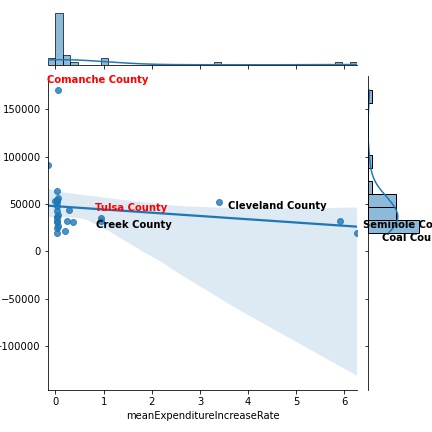 Comanche County
150000
100000
Tulsa County
Cleveland County
50000
Creek County
Seminole Co
Coal Cou
0
−50000
−100000
0 1 2 3 4 5 6
meanExpenditureIncreaseRate